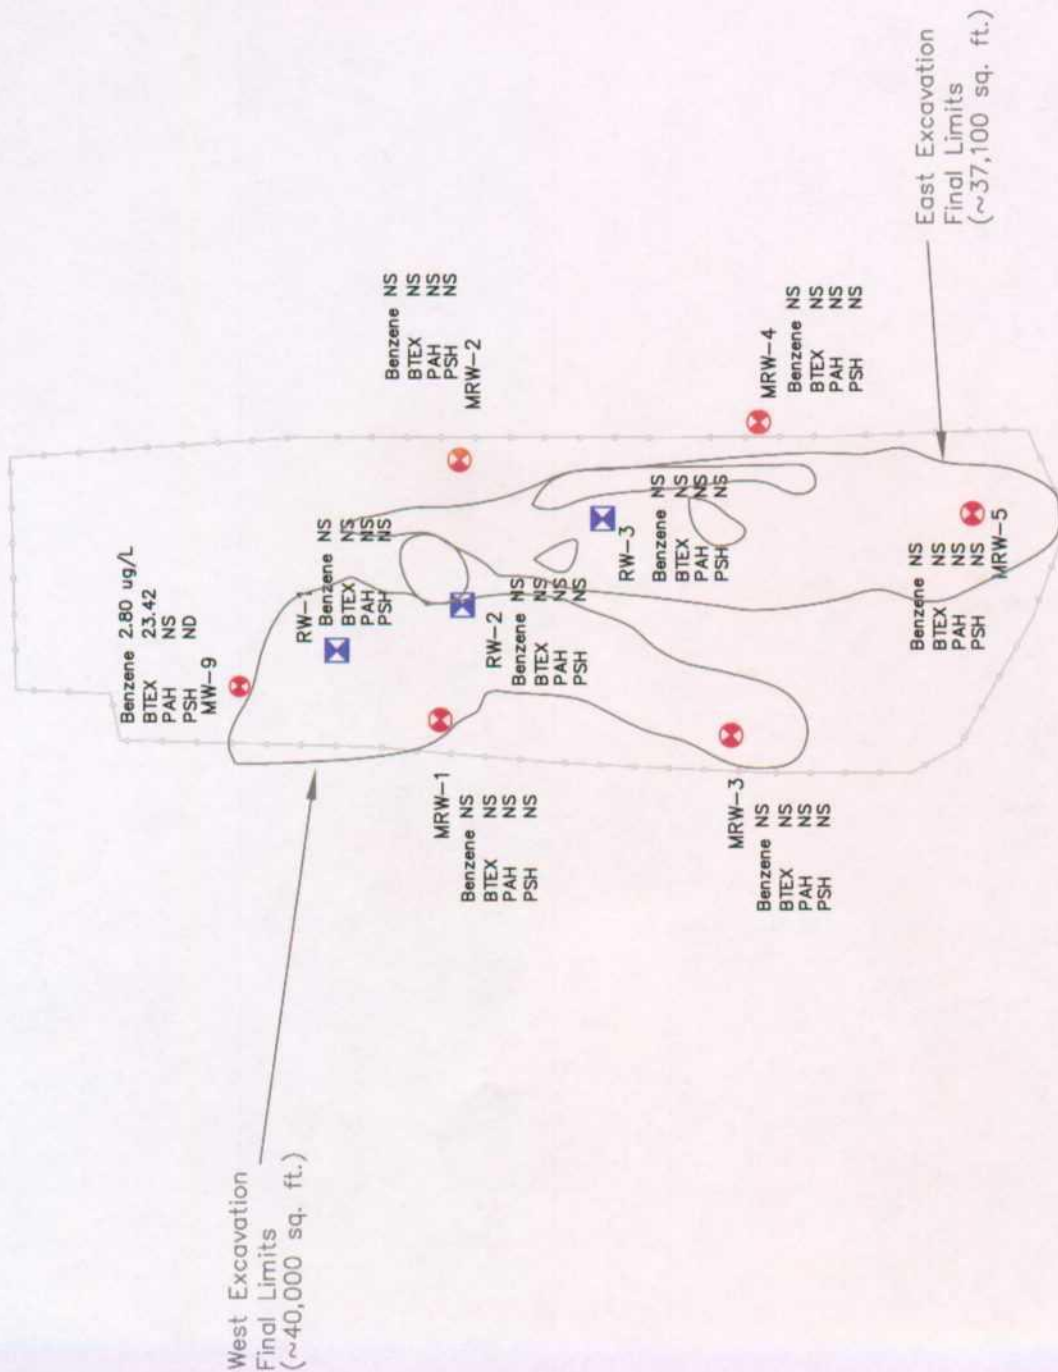 West Excavation
Final Limits
(~40,000 sq. ft.)
Benzene 2.80 ug/L
BTEX 23.42
PAH NS
PSH ND
MW-9
RW-1
Benzene NS
BTEX NS
PAH NS
PSH NS
Benzene NS
BTEX NS
PAH NS
PSH NS
MRW-2
MRW-1
Benzene NS
BTEX NS
PAH NS
PSH NS
RW-2
Benzene NS
BTEX NS
PAH NS
PSH NS
RW-3
Benzene NS
BTEX NS
PAH NS
PSH NS
MRW-4
Benzene NS
BTEX NS
PAH NS
PSH NS
MRW-3
Benzene NS
BTEX NS
PAH NS
PSH NS
Benzene NS
BTEX NS
PAH NS
PSH NS
MRW-5
East Excavation
Final Limits
(~37,100 sq. ft.)